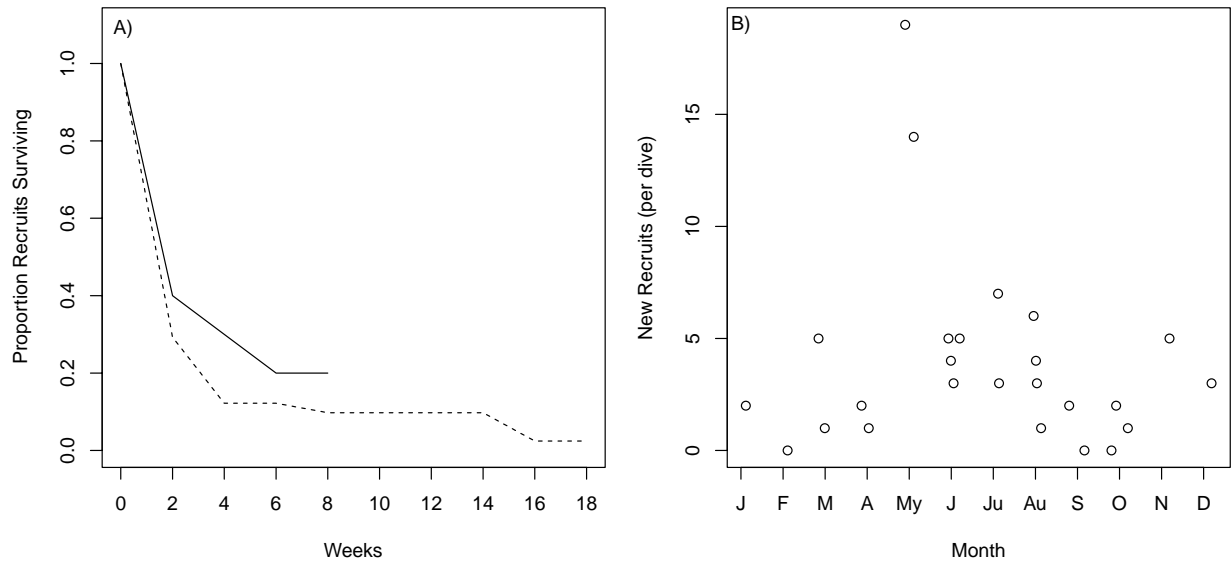 A)
Proportion Recruits Surviving
1.0
0.8
0.6
0.4
0.2
0.0
0 2 4 6 8 10 12 14 16 18
Weeks
B)
New Recruits (per dive)
15
10
5
0
J F M A My J Ju Au S O N D
Month